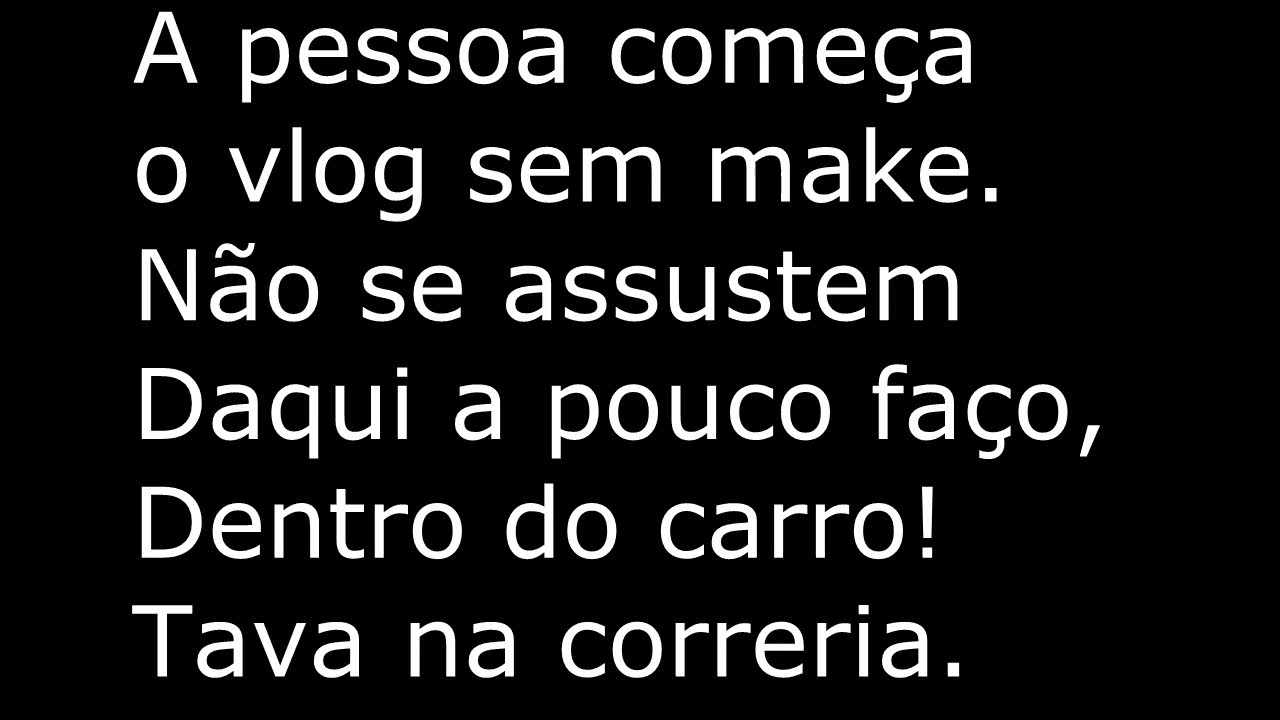 A pessoa começa
o vlog sem make.
Não se assustem
Daqui a pouco faço,
Dentro do carro!
Tava na correria.